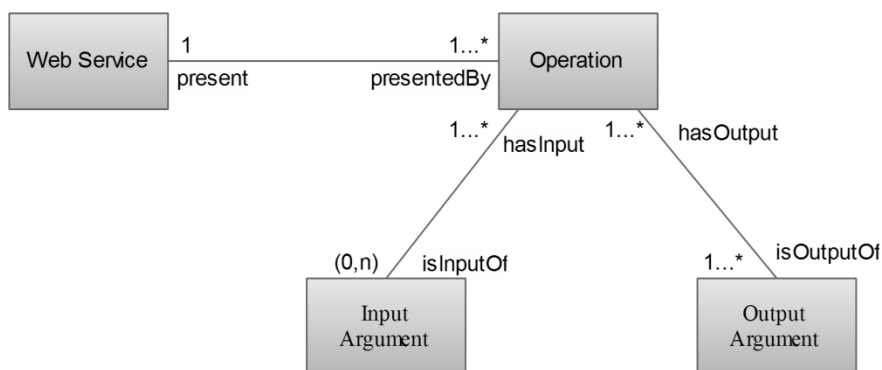 1
1...*
Web Service
Operation
present
presentedBy
1...*
hasInput
1...*
hasOutput
(0,n)
isInputOf
1...*
isOutputOf
Input
Argument
Output
Argument